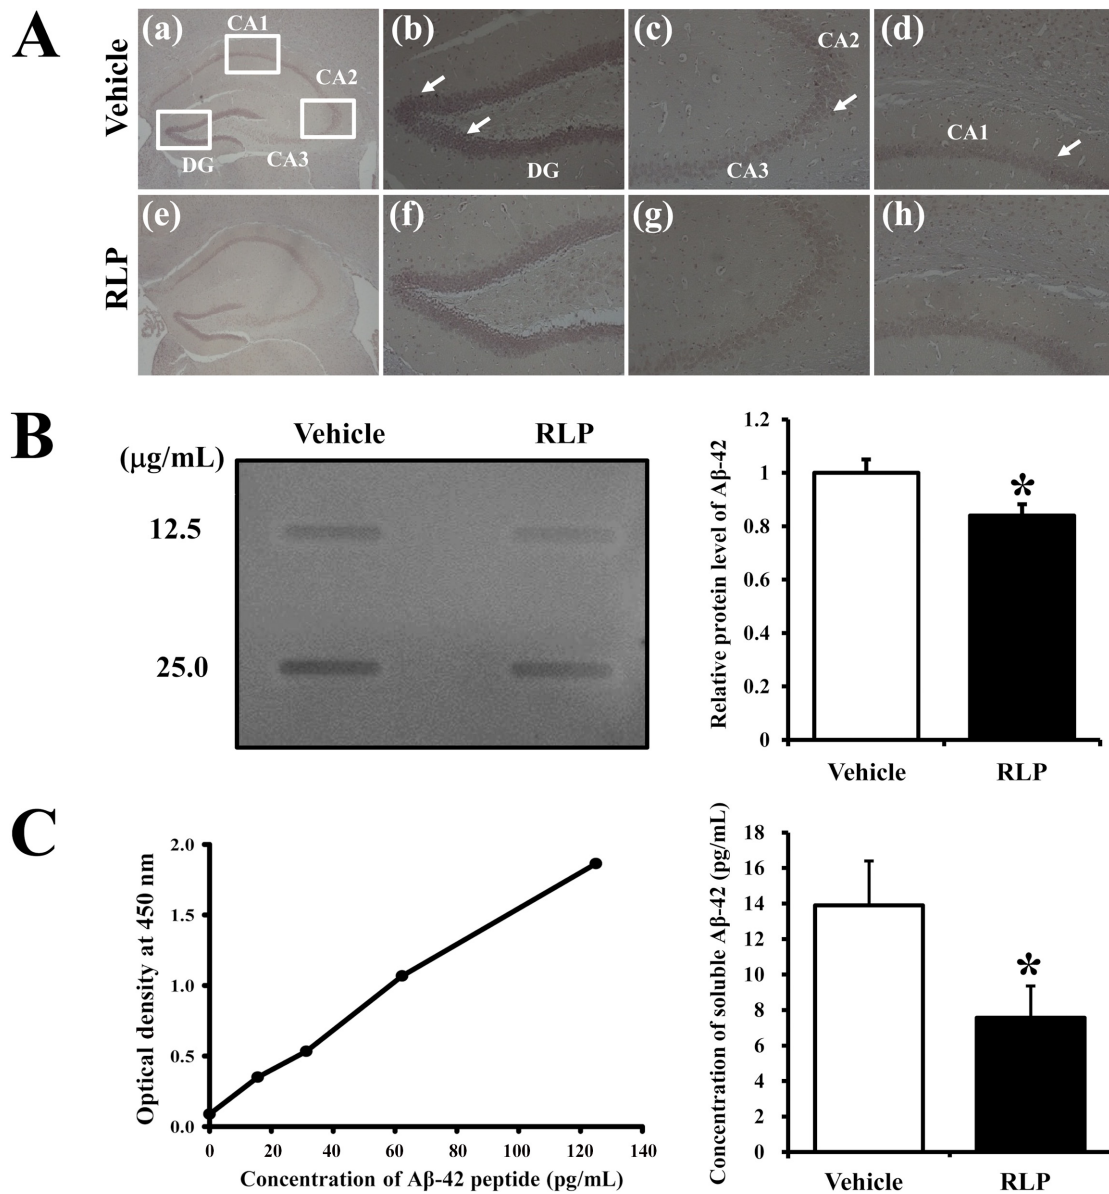 A
Vehicle
(a)
CA1
CA2
CA3
DG
(b)
DG
(c)
CA2
CA3
(d)
CA1
RLP
(e)
(f)
(g)
(h)
B
Vehicle RLP
(μg/mL)
12.5
25.0
Relative protein level of Aβ-42
1.2
1
0.8
0.6
0.4
0.2
0
*
Vehicle RLP
C
Optical density at 450 nm
2.0
1.5
1.0
0.5
0.0
0 20 40 60 80 100 120 140
Concentration of Aβ-42 peptide (pg/mL)
Concentration of soluble Aβ-42 (pg/mL)
18
16
14
12
10
8
6
4
2
0
*
Vehicle RLP